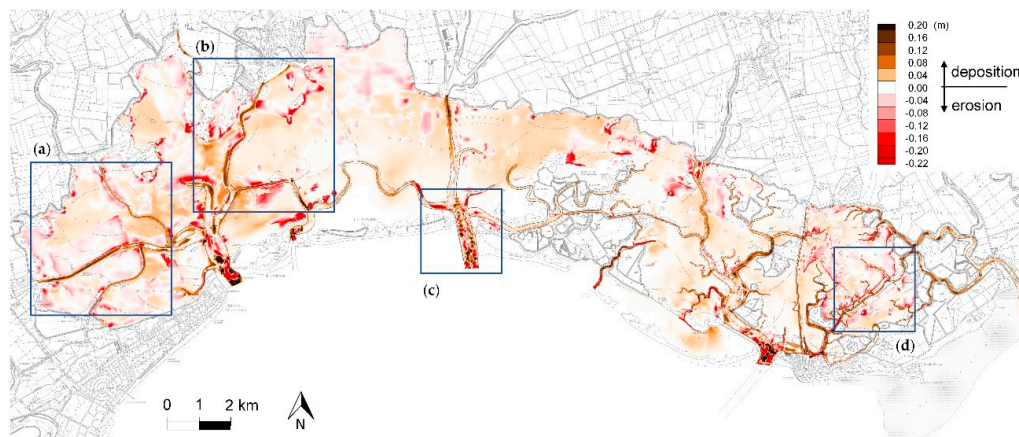 0.20 (m)
0.16
0.12
0.08
0.04
0.00
-0.04
-0.08
-0.12
-0.16
-0.20
-0.22
deposition
erosion
(b)
(a)
(c)
(d)
0 1 2 km
N